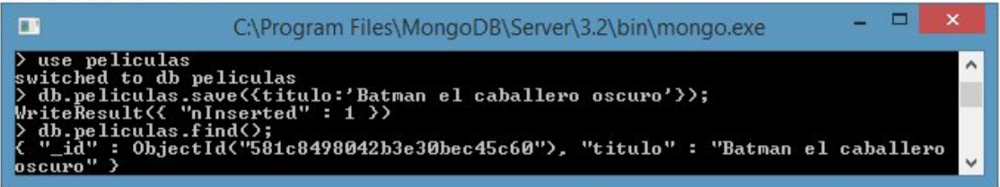 C:\Program Files\MongoDB\Server\3.2\bin\mongo.exe
> use peliculas
switched to db peliculas
> db.peliculas.save({titulo:'Batman el caballero oscuro'});
WriteResult({ "nInserted" : 1 })
> db.peliculas.find();
{ "_id" : ObjectId("581c8498042b3e30bec45c60"), "titulo" : "Batman el caballero
oscuro" }